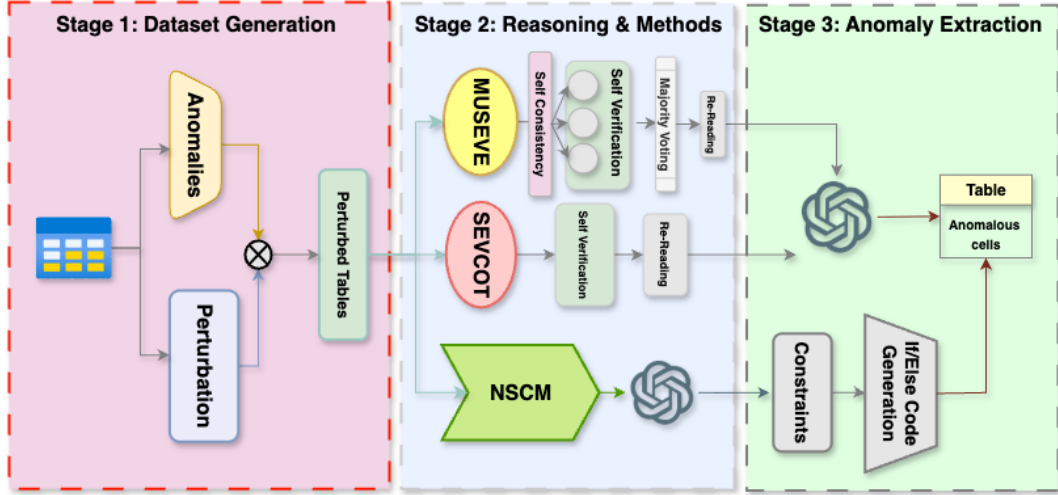 Stage 1: Dataset Generation
Anomalies
Perturbation
Perturbed Tables
Stage 2: Reasoning & Methods
MUSEVE
Self Consistency
Self Verification
Majority Voting
Re-Reading
SEVCOT
Self Verification
Re-Reading
NSCM
Stage 3: Anomaly Extraction
Table
Anomalous
cells
Constraints
If/Else Code
Generation